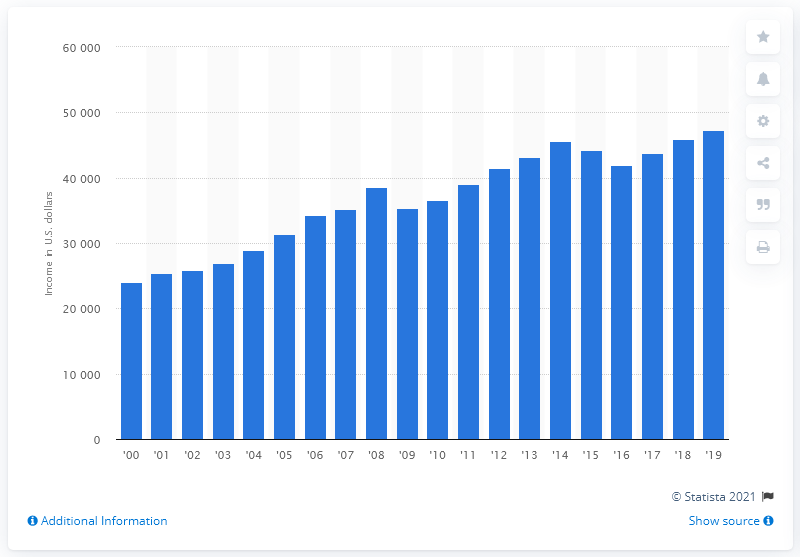 60 000
50 000
40 000
30 000
20 000
10 000
0
Income in U.S. dollars
'00 '01 '02 '03 '04 '05 '06 '07 '08 '09 '10 '11 '12 '13 '14 '15 '16 '17 '18 '19
© Statista 2021
Additional Information
Show source